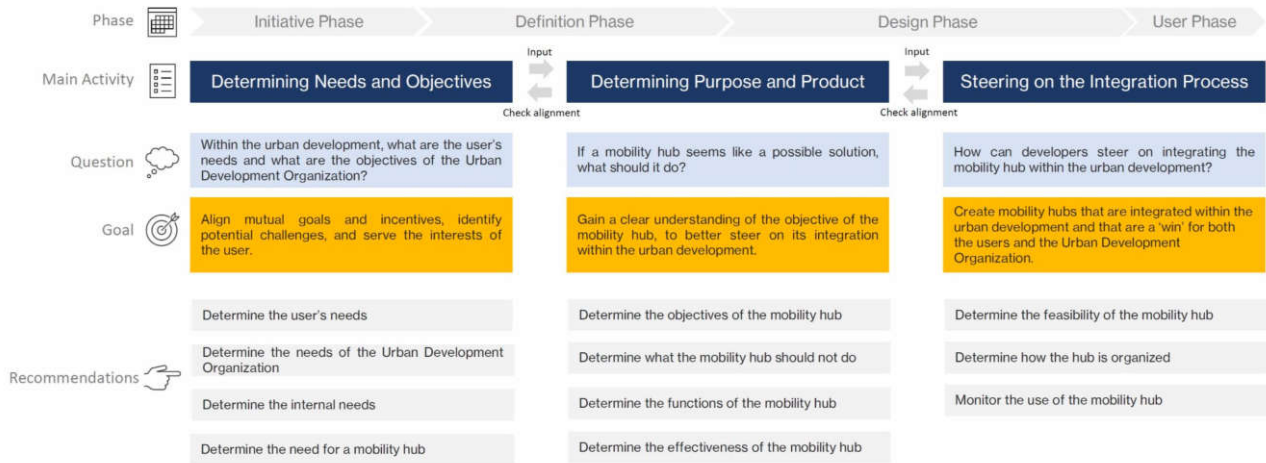 Phase
Initiative Phase
Definition Phase
Design Phase
User Phase
Main Activity
Determining Needs and Objectives
Input
Check alignment
Determining Purpose and Product
Input
Check alignment
Steering on the Integration Process
Question
Within the urban development, what are the user's
needs and what are the objectives of the Urban
Development Organization?
If a mobility hub seems like a possible solution,
what should it do?
How can developers steer on integrating the
mobility hub within the urban development?
Goal
Align mutual goals and incentives, identify
potential challenges, and serve the interests of
the user.
Gain a clear understanding of the objective of the
mobility hub, to better steer on its integration
within the urban development.
Create mobility hubs that are integrated within the
urban development and that are a 'win' for both
the users and the Urban Development
Organization.
Recommendations
Determine the user's needs
Determine the needs of the Urban Development
Organization
Determine the internal needs
Determine the need for a mobility hub
Determine the objectives of the mobility hub
Determine what the mobility hub should not do
Determine the functions of the mobility hub
Determine the effectiveness of the mobility hub
Determine the feasibility of the mobility hub
Determine how the hub is organized
Monitor the use of the mobility hub